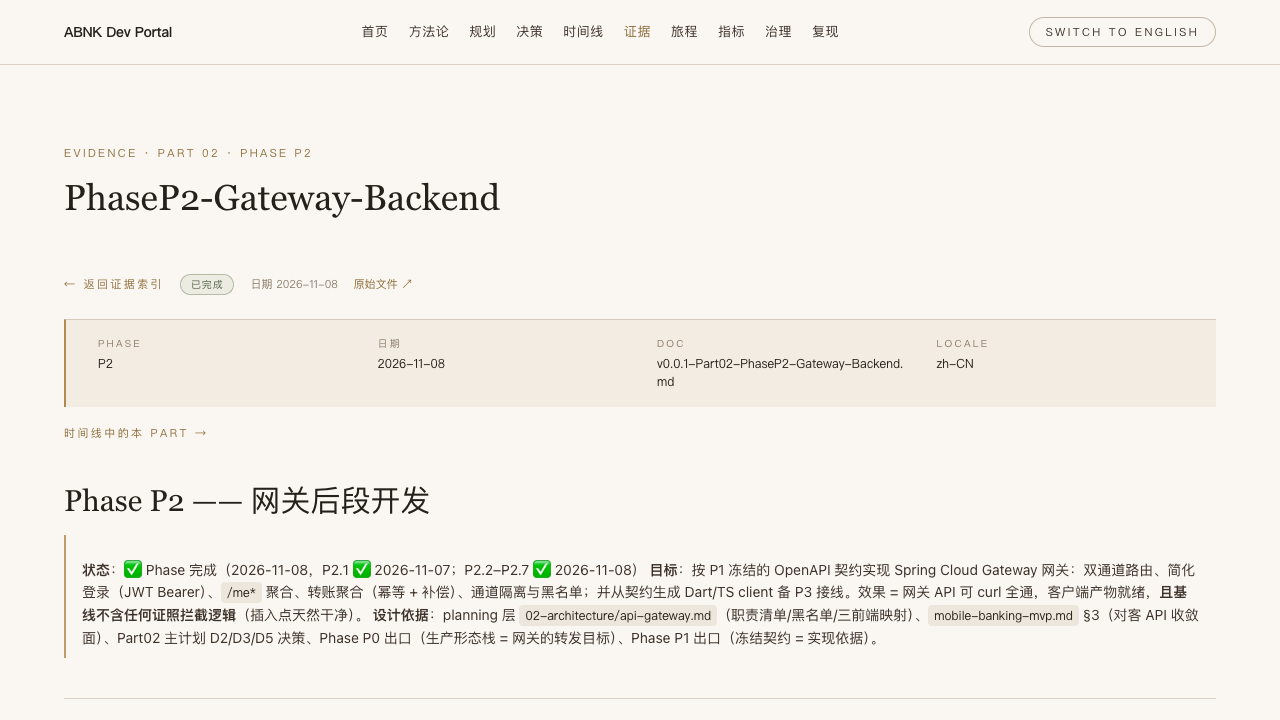 ABNK Dev Portal
首页 方法论 规划 决策 时间线 证据 旅程 指标 治理 复现
SWITCH TO ENGLISH
EVIDENCE · PART 02 · PHASE P2
PhaseP2-Gateway-Backend
← 返回证据索引 已完成 日期 2026-11-08 原始文件 ↗
PHASE
P2
日期
2026-11-08
DOC
v0.0.1-Part02-PhaseP2-Gateway-Backend.
md
LOCALE
zh-CN
时间线中的本 PART →
Phase P2 —— 网关后段开发
状态：✅ Phase 完成（2026-11-08，P2.1 ✅ 2026-11-07；P2.2–P2.7 ✅ 2026-11-08） 目标：按 P1 冻结的 OpenAPI 契约实现 Spring Cloud Gateway 网关：双通道路由、简化
登录（JWT Bearer）、/me* 聚合、转账聚合（幂等 + 补偿）、通道隔离与黑名单；并从契约生成 Dart/TS client 备 P3 接线。效果 = 网关 API 可 curl 全通，客户端产物就绪，且基
线不含任何证照拦截逻辑（插入点天然干净）。 设计依据：planning 层 02-architecture/api-gateway.md（职责清单/黑名单/三前端映射）、mobile-banking-mvp.md §3（对客 API 收敛
面）、Part02 主计划 D2/D3/D5 决策、Phase P0 出口（生产形态栈 = 网关的转发目标）、Phase P1 出口（冻结契约 = 实现依据）。